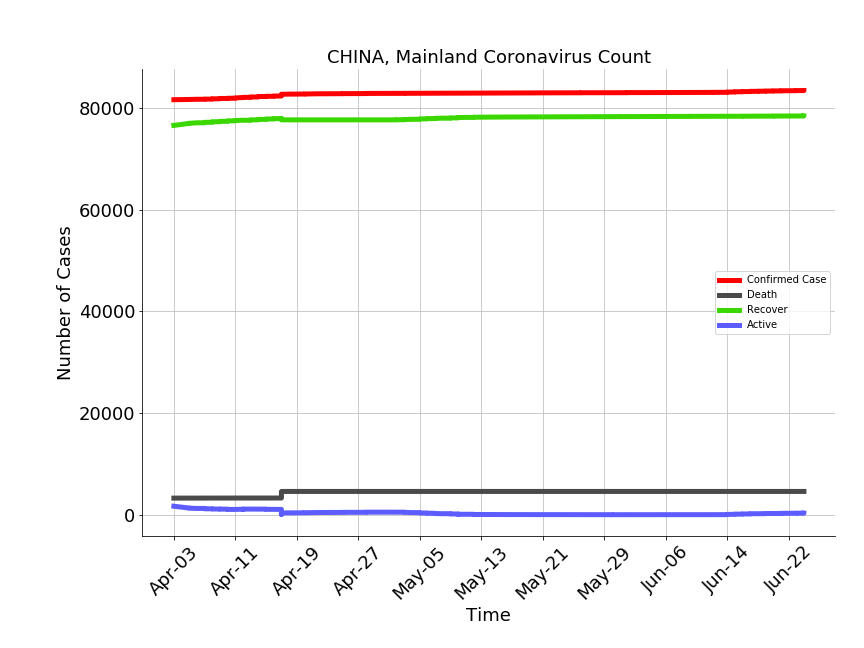 CHINA, Mainland Coronavirus Count
80000
60000
40000
20000
0
Number of Cases
Confirmed Case
Death
Recover
Active
Apr-03
Apr-11
Apr-19
Apr-27
May-05
May-13
May-21
May-29
Jun-06
Jun-14
Jun-22
Time